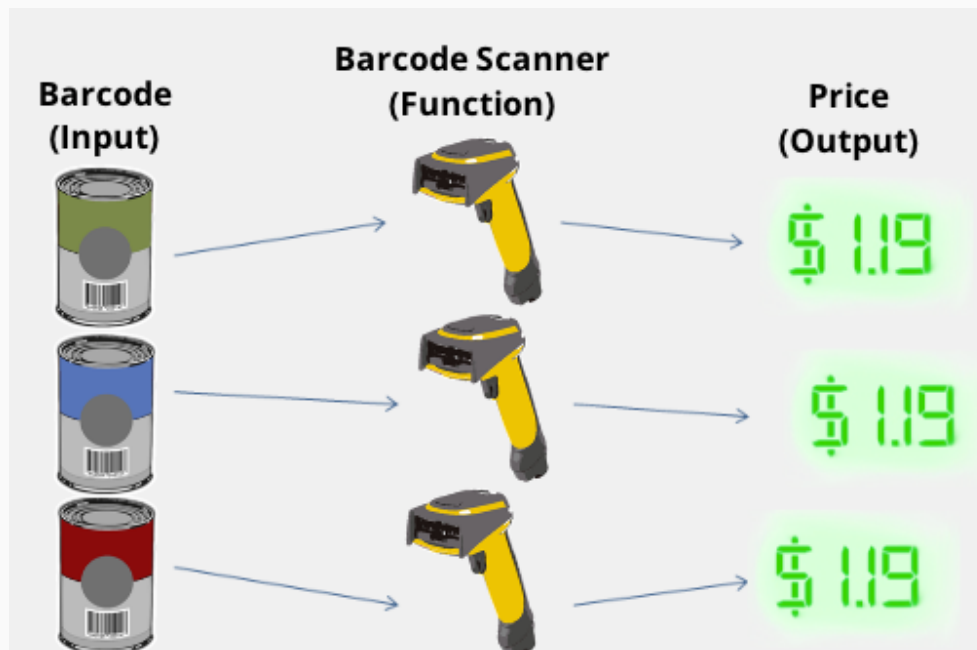 Barcode
(Input)
Barcode Scanner
(Function)
Price
(Output)
$1.19
$1.19
$1.19